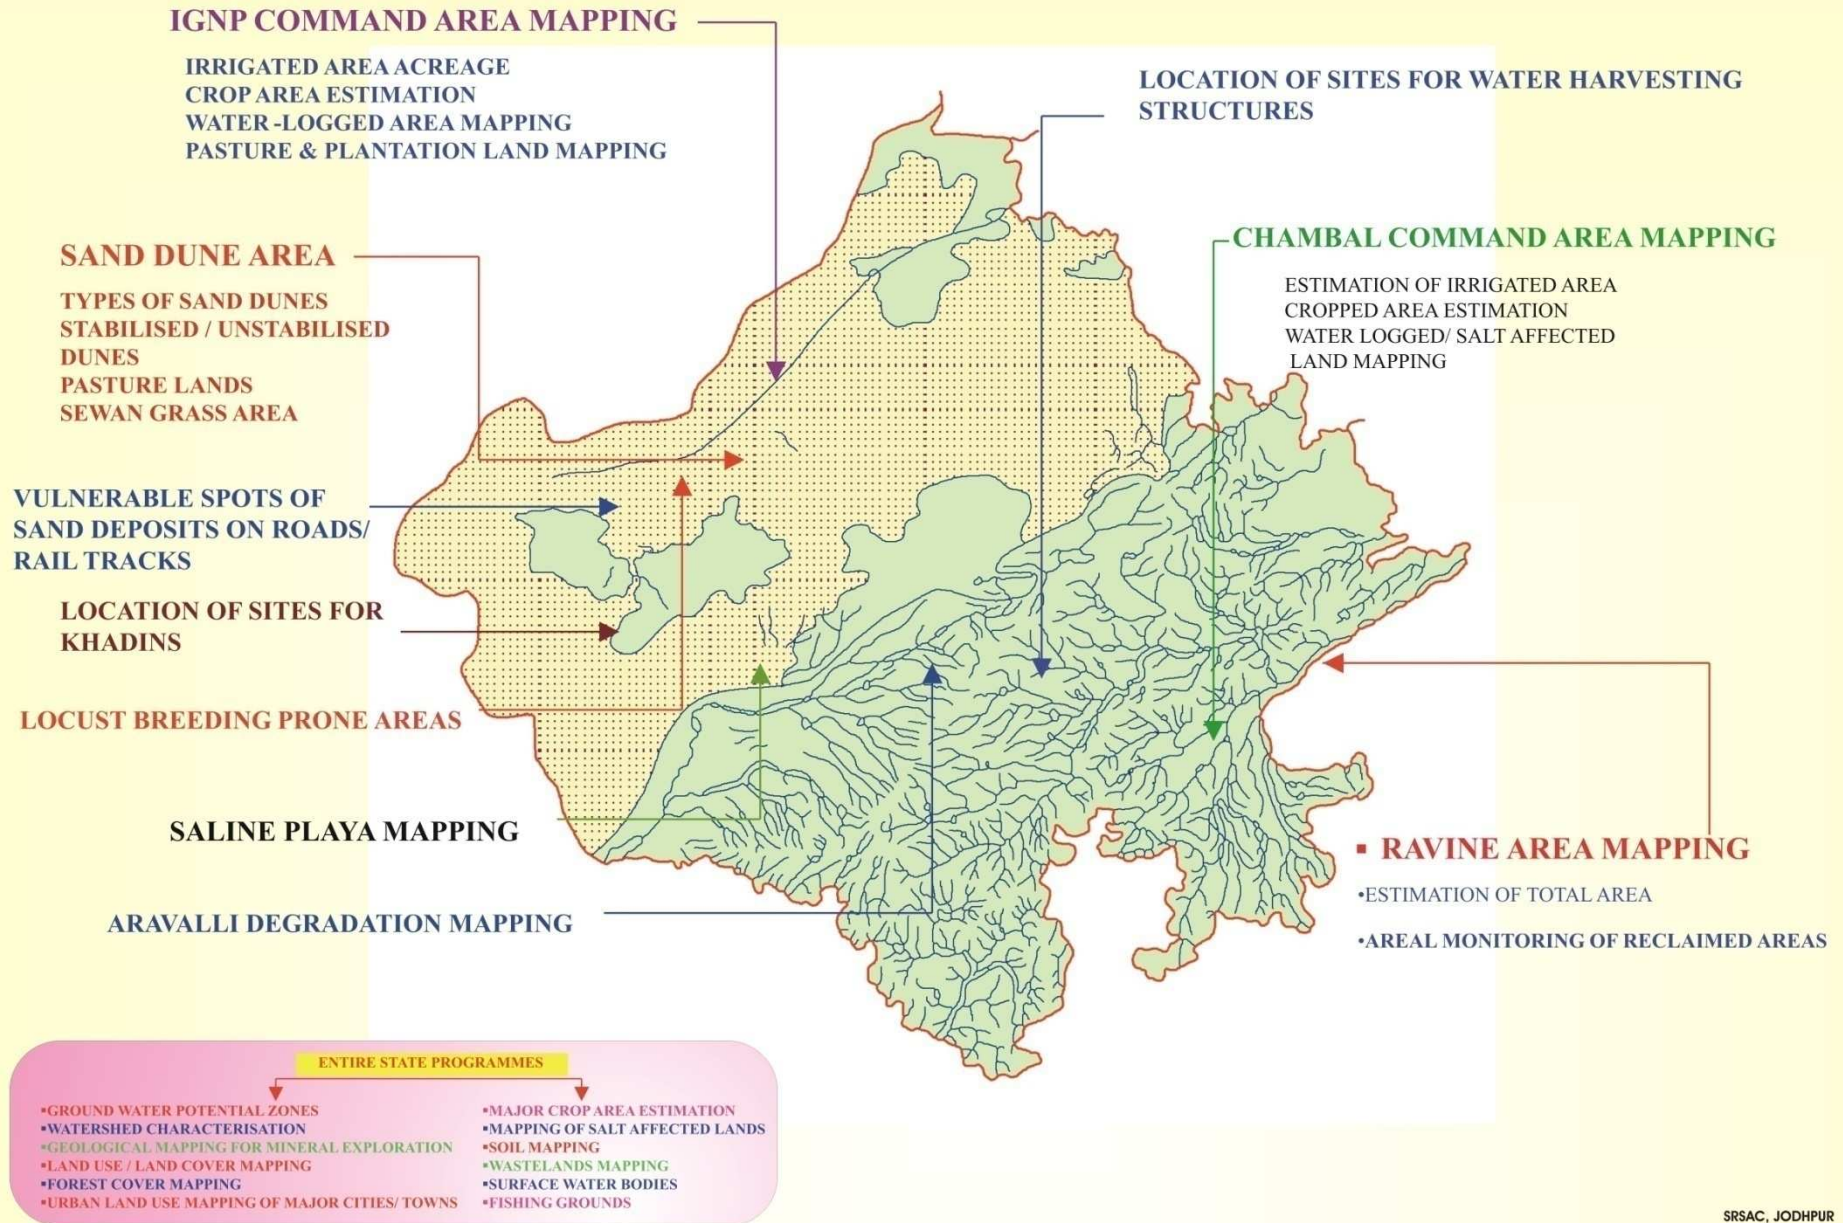 IGNP COMMAND AREA MAPPING
IRRIGATED AREA ACREAGE
CROP AREA ESTIMATION
WATER -LOGGED AREA MAPPING
PASTURE & PLANTATION LAND MAPPING
LOCATION OF SITES FOR WATER HARVESTING
STRUCTURES
SAND DUNE AREA
TYPES OF SAND DUNES
STABILISED / UNSTABILISED
DUNES
PASTURE LANDS
SEWAN GRASS AREA
CHAMBAL COMMAND AREA MAPPING
ESTIMATION OF IRRIGATED AREA
CROPPED AREA ESTIMATION
WATER LOGGED/ SALT AFFECTED
LAND MAPPING
VULNERABLE SPOTS OF
SAND DEPOSITS ON ROADS/
RAIL TRACKS
LOCATION OF SITES FOR
KHADINS
LOCUST BREEDING PRONE AREAS
SALINE PLAYA MAPPING
ARAVALLI DEGRADATION MAPPING
▪ RAVINE AREA MAPPING
•ESTIMATION OF TOTAL AREA
•AREAL MONITORING OF RECLAIMED AREAS
ENTIRE STATE PROGRAMMES
▪GROUND WATER POTENTIAL ZONES
▪WATERSHED CHARACTERISATION
▪GEOLOGICAL MAPPING FOR MINERAL EXPLORATION
▪LAND USE / LAND COVER MAPPING
▪FOREST COVER MAPPING
▪URBAN LAND USE MAPPING OF MAJOR CITIES/ TOWNS
▪MAJOR CROP AREA ESTIMATION
▪MAPPING OF SALT AFFECTED LANDS
▪SOIL MAPPING
▪WASTELANDS MAPPING
▪SURFACE WATER BODIES
▪FISHING GROUNDS
SRSAC, JODHPUR